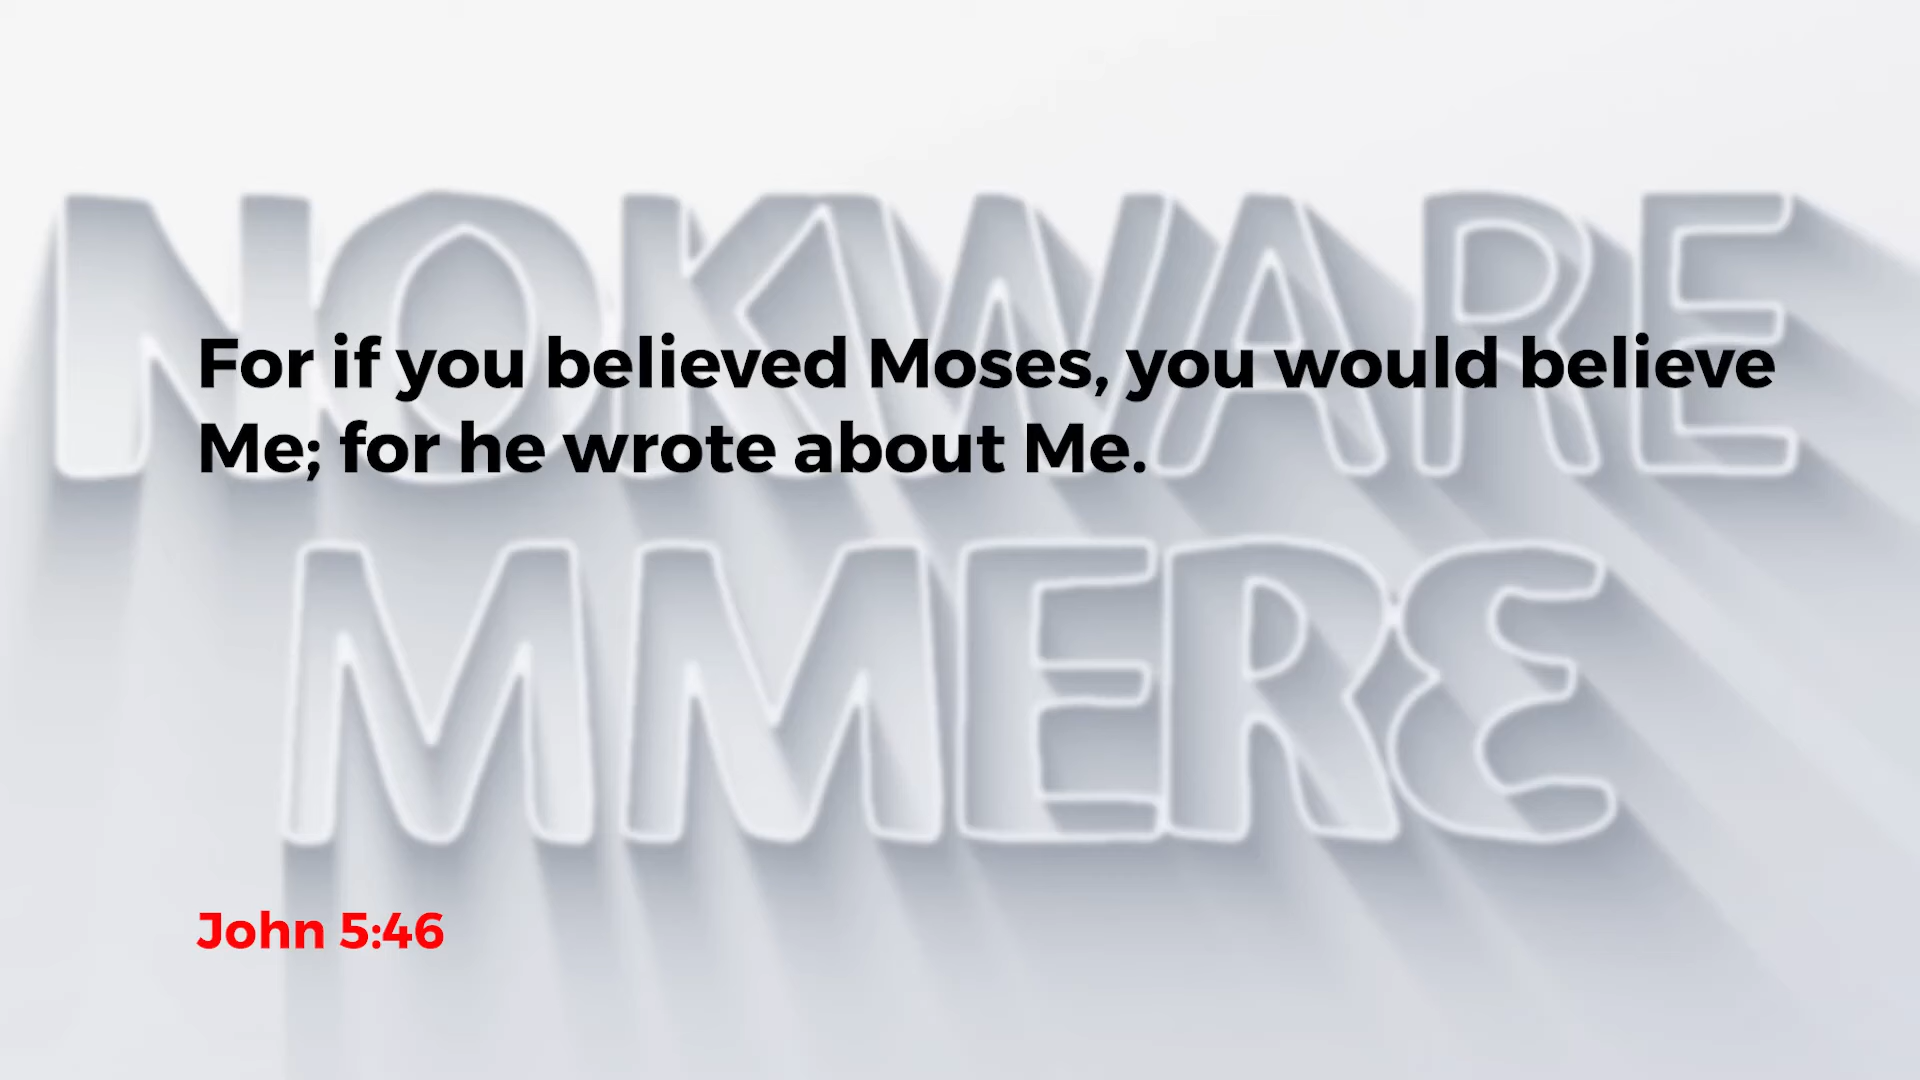 NOKWARE
For if you believed Moses, you would believe
Me; for he wrote about Me.
MMERƐ
John 5:46